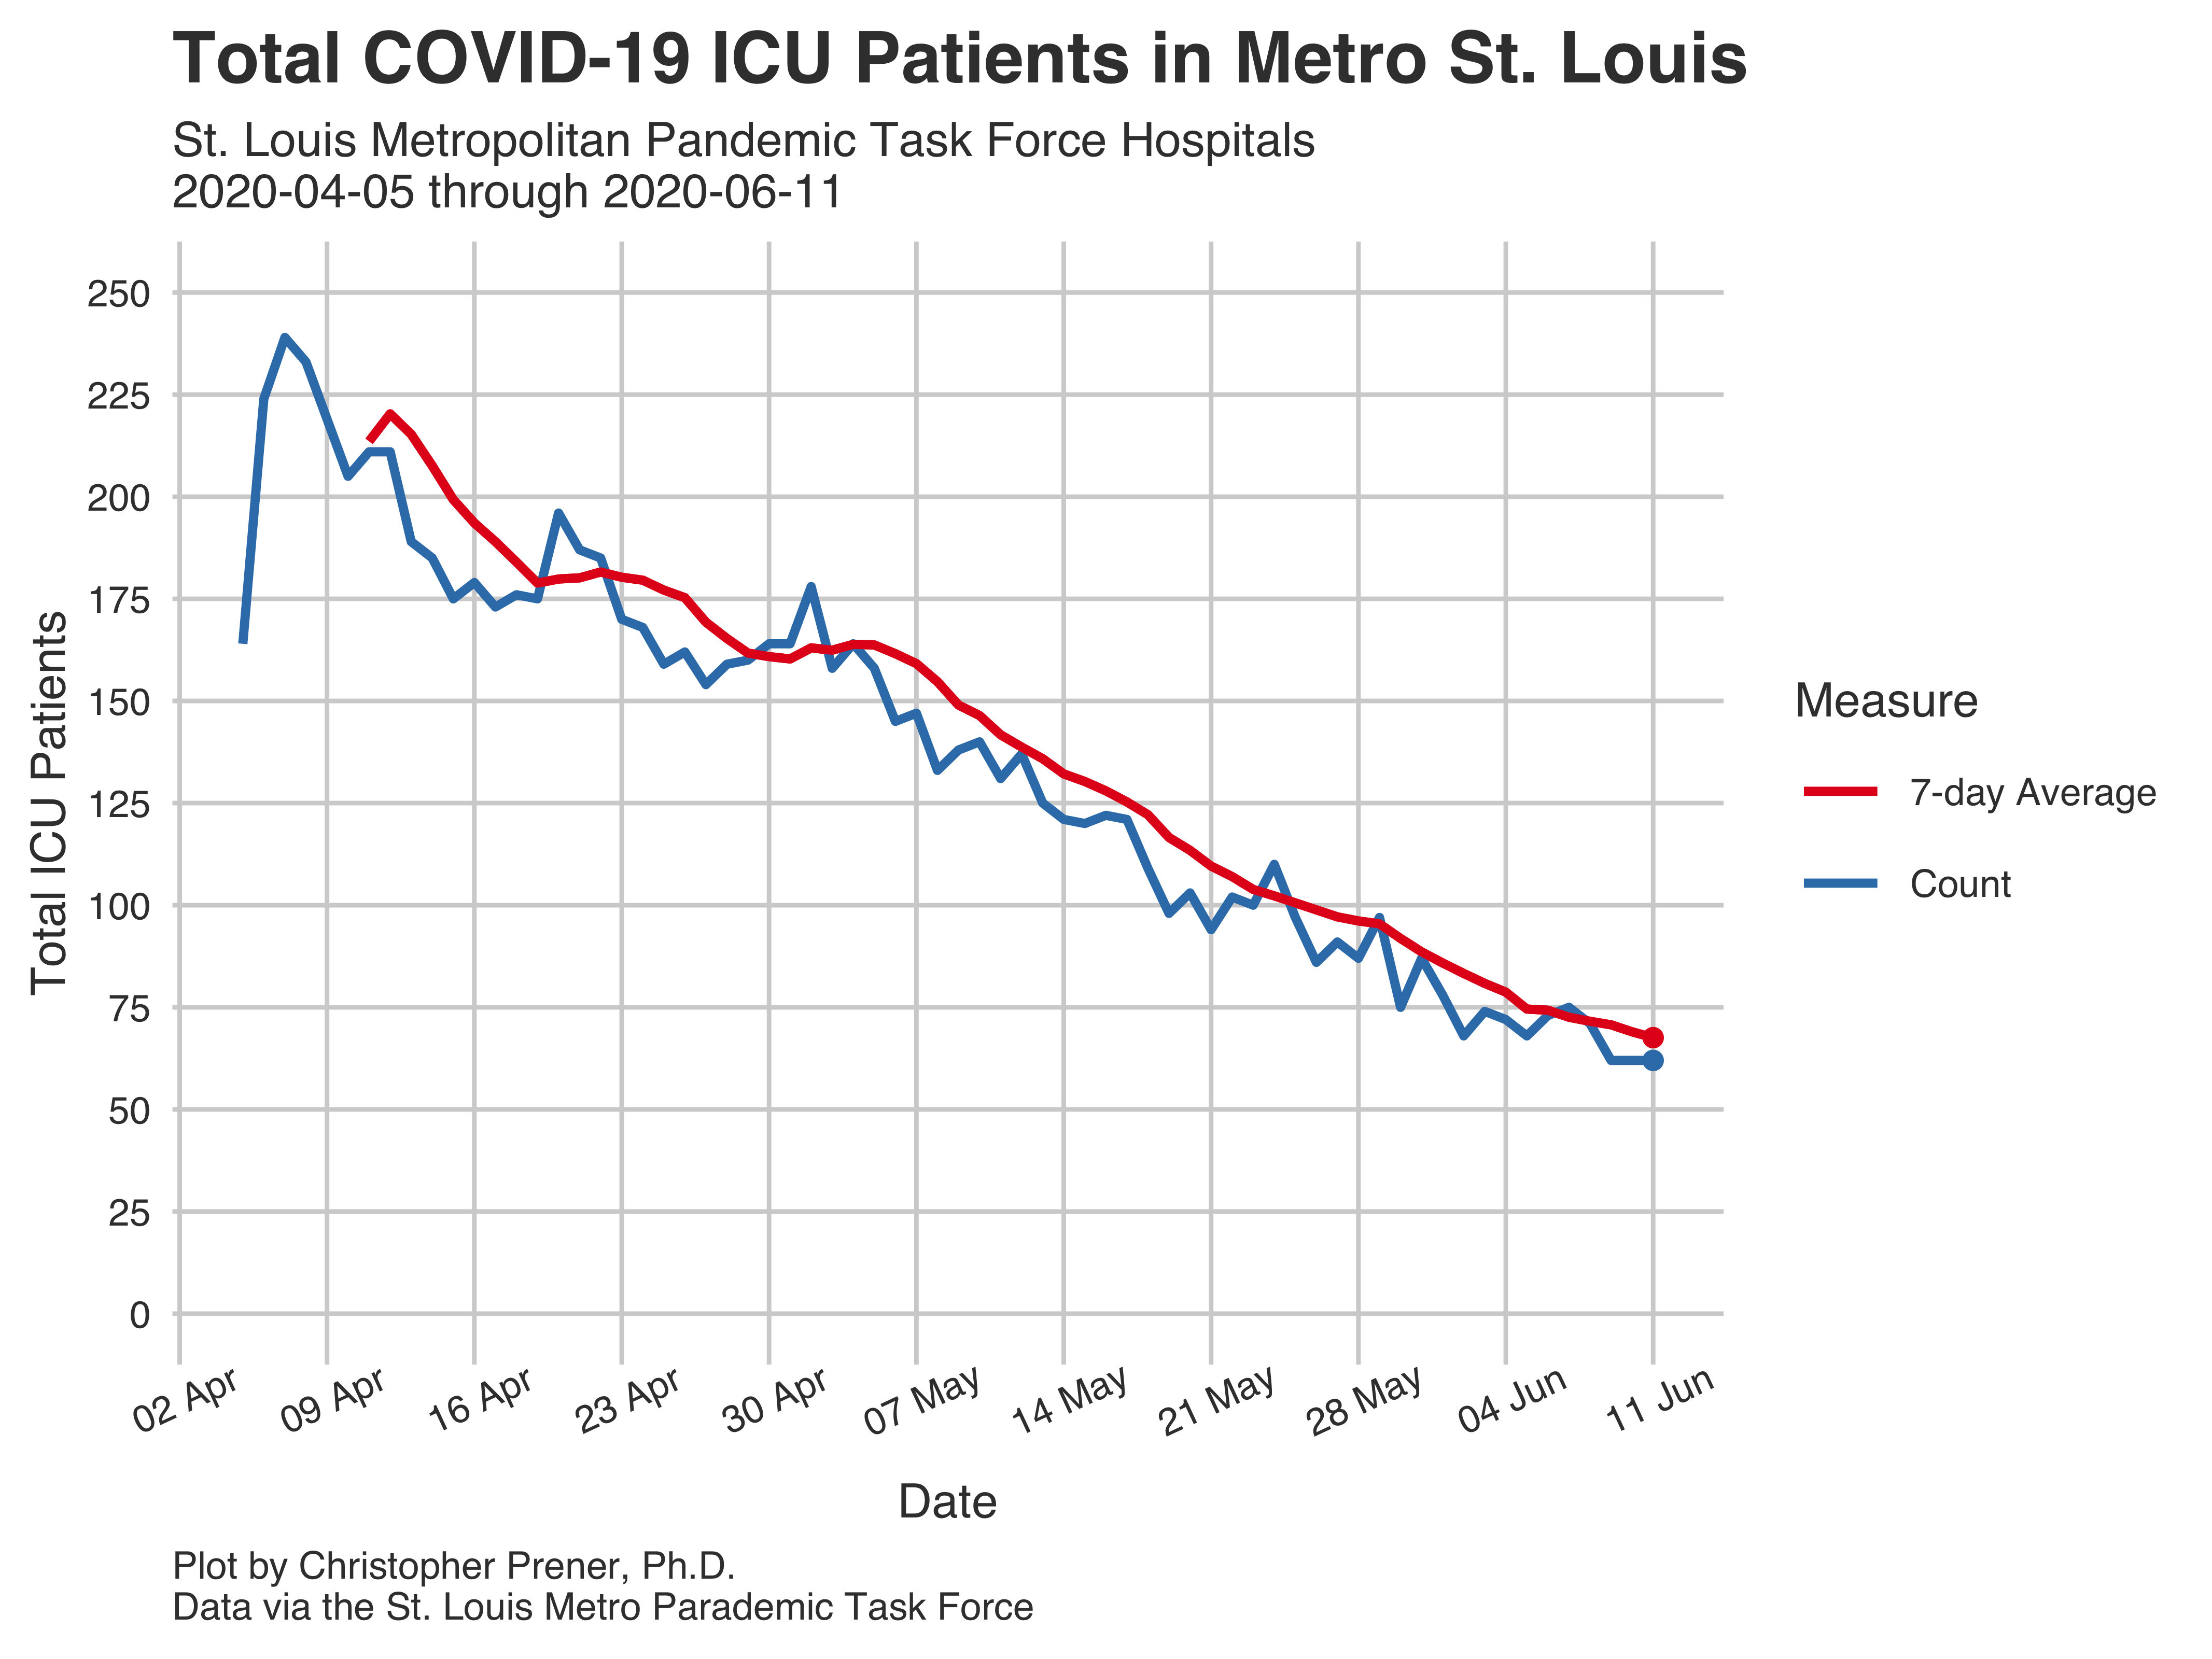 Total COVID-19 ICU Patients in Metro St. Louis
St. Louis Metropolitan Pandemic Task Force Hospitals
2020-04-05 through 2020-06-11
Total ICU Patients
250
225
200
175
150
125
100
75
50
25
0
02 Apr
09 Apr
16 Apr
23 Apr
30 Apr
07 May
14 May
21 May
28 May
04 Jun
11 Jun
Date
Measure
7-day Average
Count
Plot by Christopher Prener, Ph.D.
Data via the St. Louis Metro Parademic Task Force